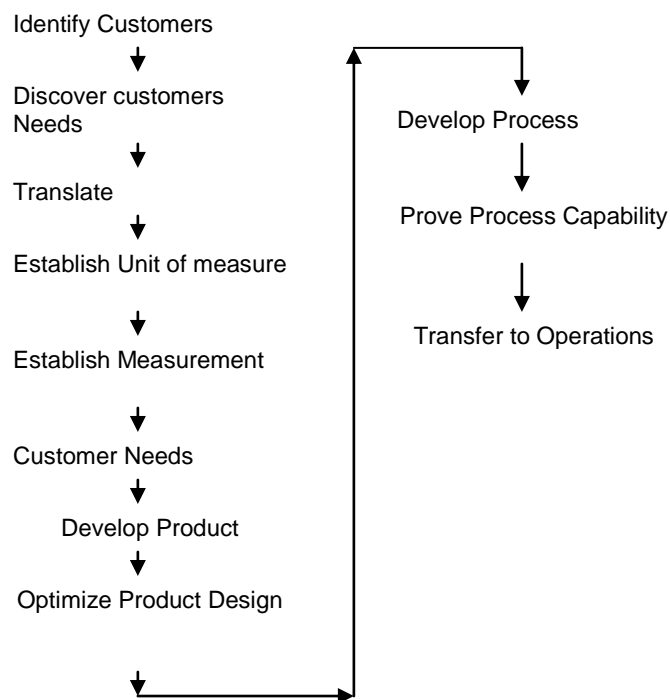 Identify Customers
Discover customers
Needs
Translate
Establish Unit of measure
Establish Measurement
Customer Needs
Develop Product
Optimize Product Design
Develop Process
Prove Process Capability
Transfer to Operations